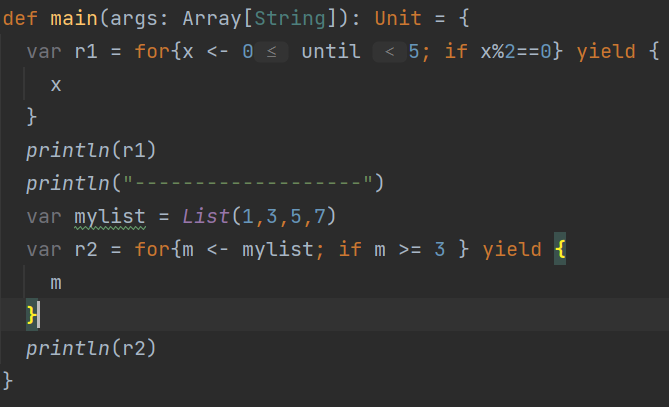 def main(args: Array[String]): Unit = {
  var r1 = for{x <- 0 ≤ until < 5; if x%2==0} yield {
    x
  }
  println(r1)
  println("-------------------")
  var mylist = List(1,3,5,7)
  var r2 = for{m <- mylist; if m >= 3 } yield {
    m
  }
  println(r2)
}